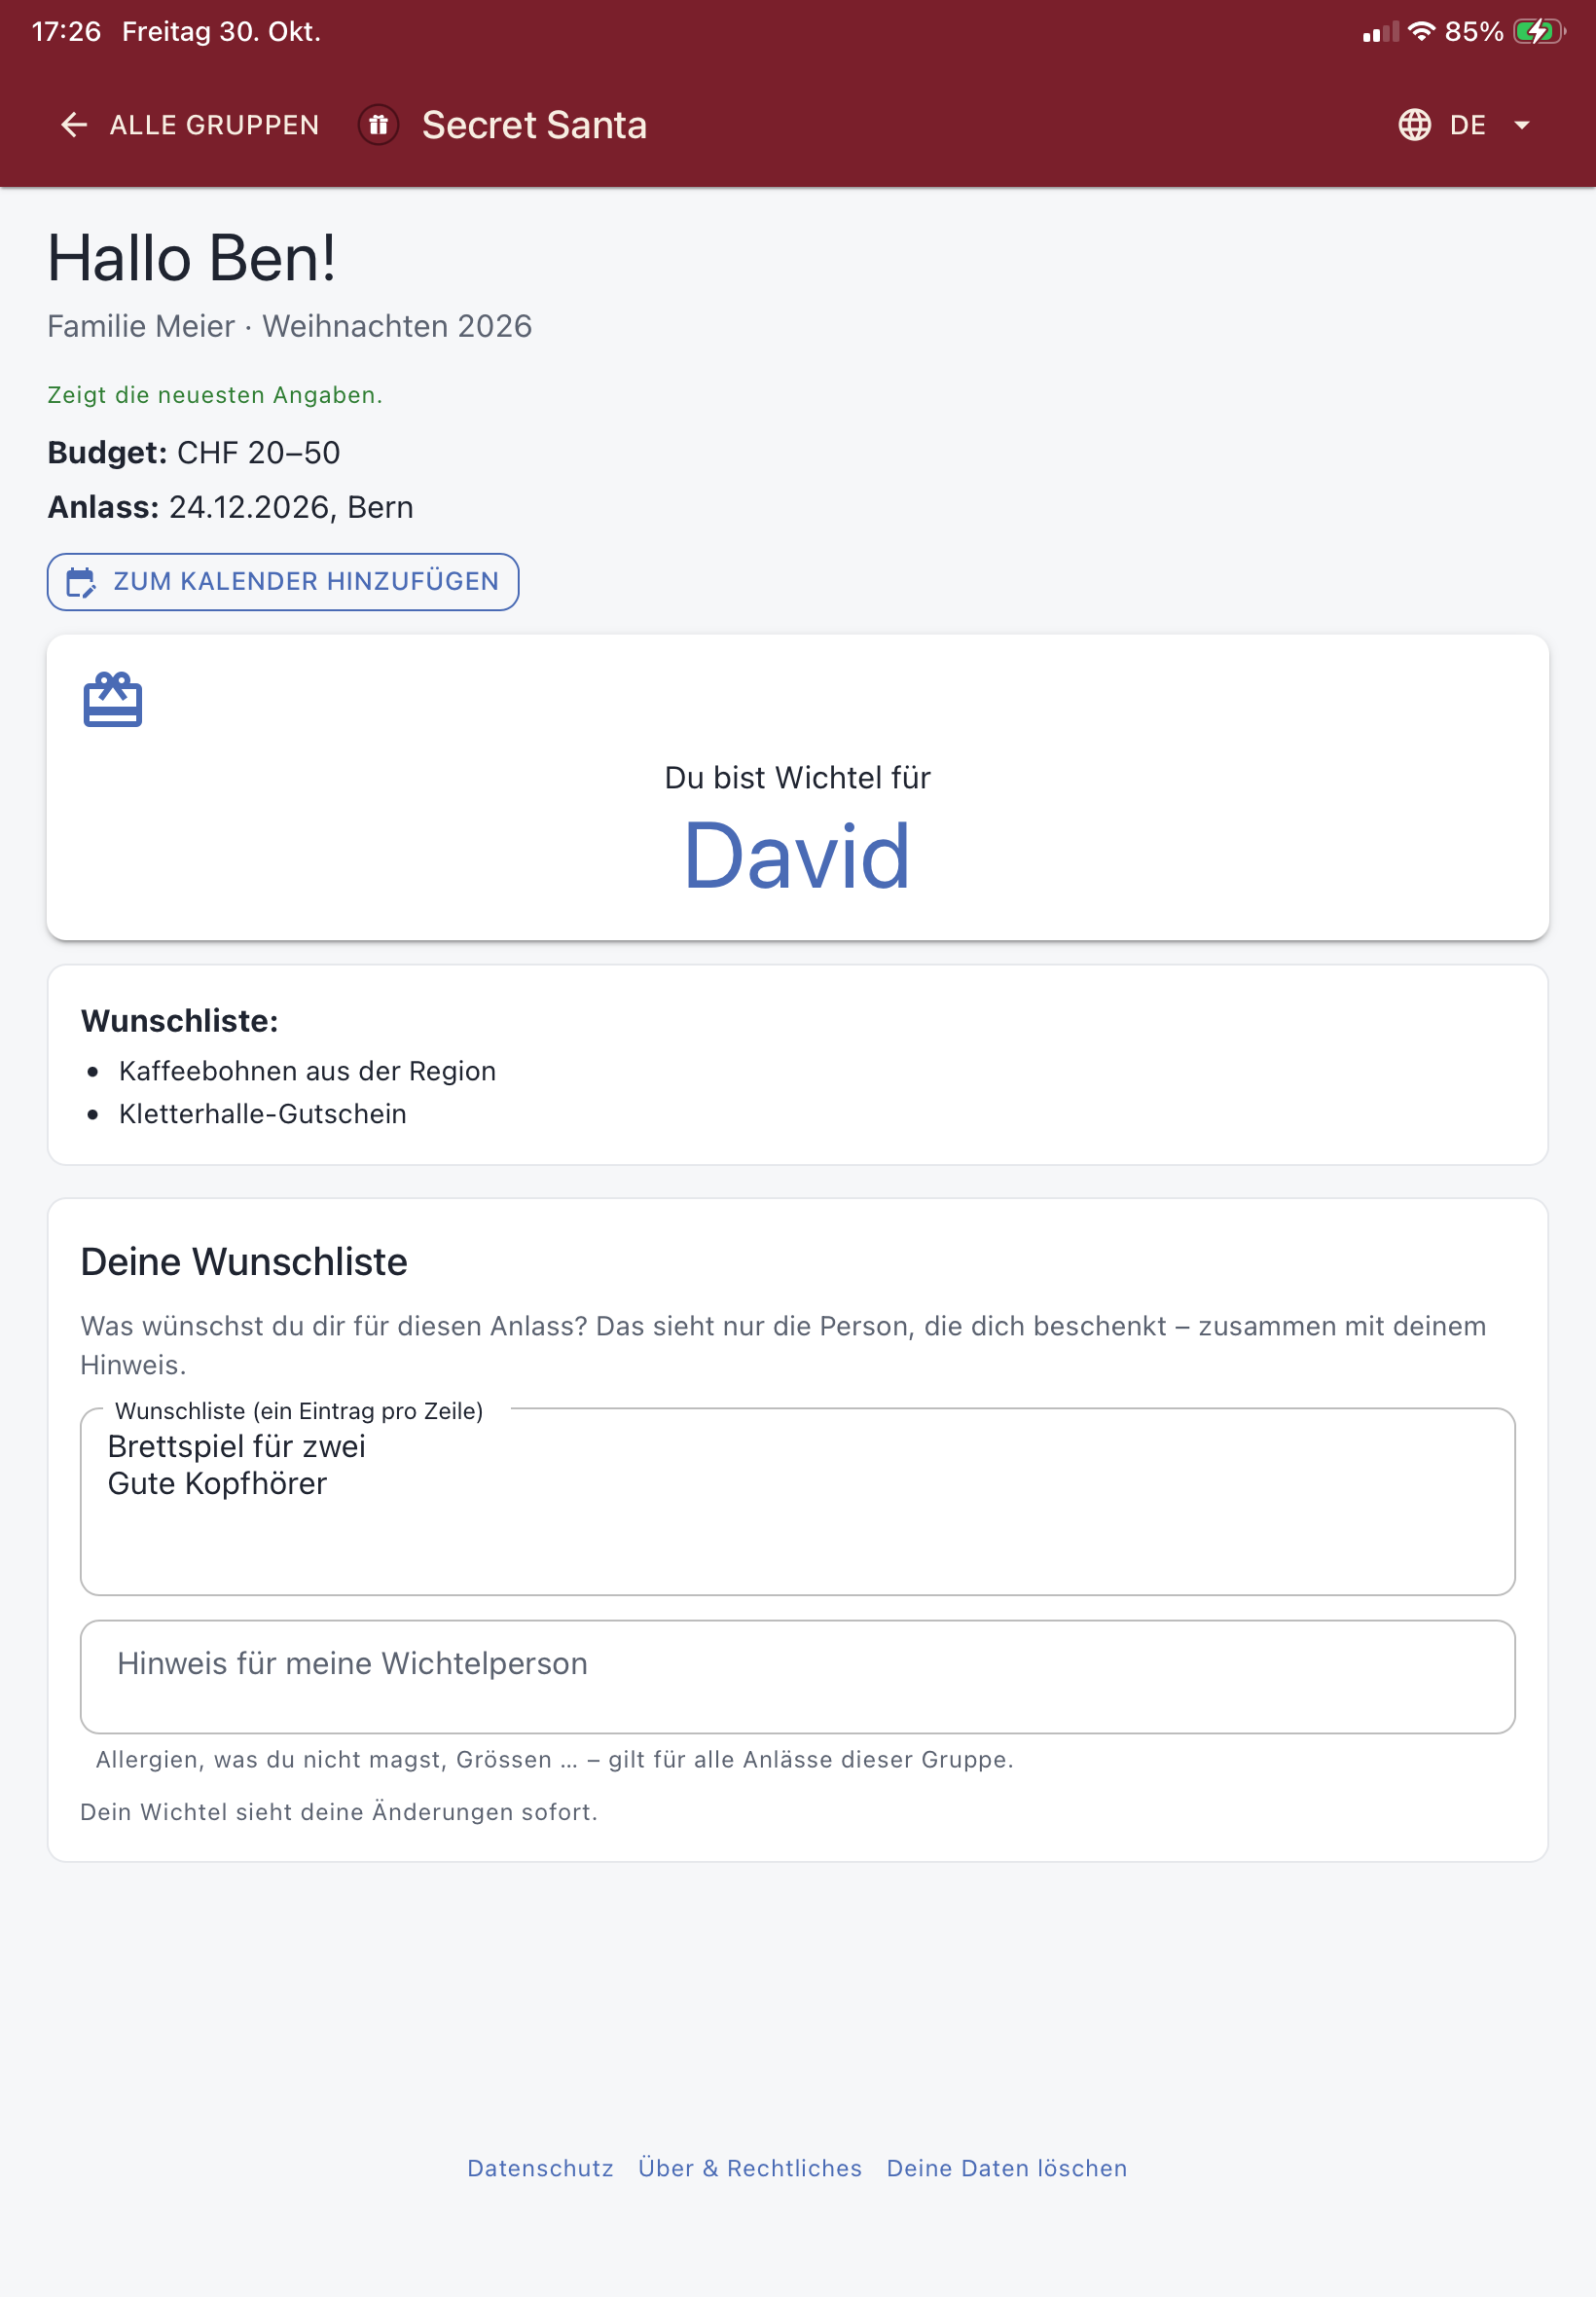 17:26 Freitag 30. Okt.
85%
ALLE GRUPPEN
Secret Santa
DE
Hallo Ben!
Familie Meier · Weihnachten 2026
Zeigt die neuesten Angaben.
Budget: CHF 20–50
Anlass: 24.12.2026, Bern
ZUM KALENDER HINZUFÜGEN
Du bist Wichtel für
David
Wunschliste:
• Kaffeebohnen aus der Region
• Kletterhalle-Gutschein
Deine Wunschliste
Was wünschst du dir für diesen Anlass? Das sieht nur die Person, die dich beschenkt – zusammen mit deinem
Hinweis.
Wunschliste (ein Eintrag pro Zeile)
Brettspiel für zwei
Gute Kopfhörer
Hinweis für meine Wichtelperson
Allergien, was du nicht magst, Grössen … – gilt für alle Anlässe dieser Gruppe.
Dein Wichtel sieht deine Änderungen sofort.
Datenschutz Über & Rechtliches Deine Daten löschen